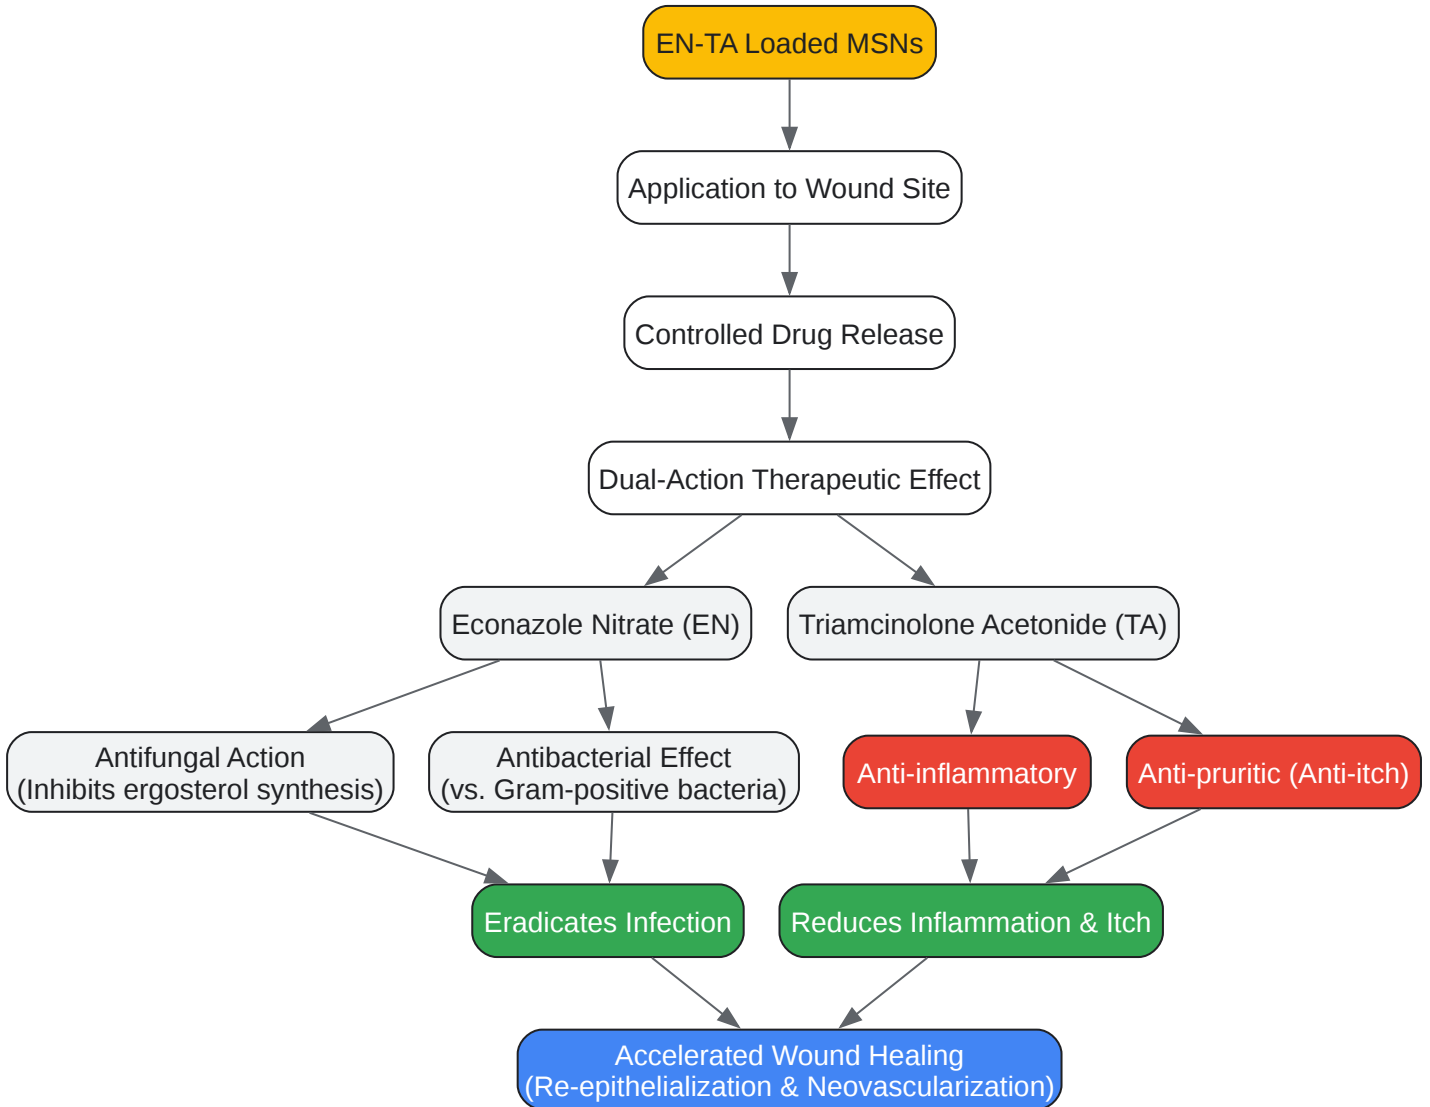 EN-TA Loaded MSNs
Application to Wound Site
Controlled Drug Release
Dual-Action Therapeutic Effect
Econazole Nitrate (EN)
Triamcinolone Acetonide (TA)
Antifungal Action
(Inhibits ergosterol synthesis)
Antibacterial Effect
(vs. Gram-positive bacteria)
Anti-inflammatory
Anti-pruritic (Anti-itch)
Eradicates Infection
Reduces Inflammation & Itch
Accelerated Wound Healing
(Re-epithelialization & Neovascularization)